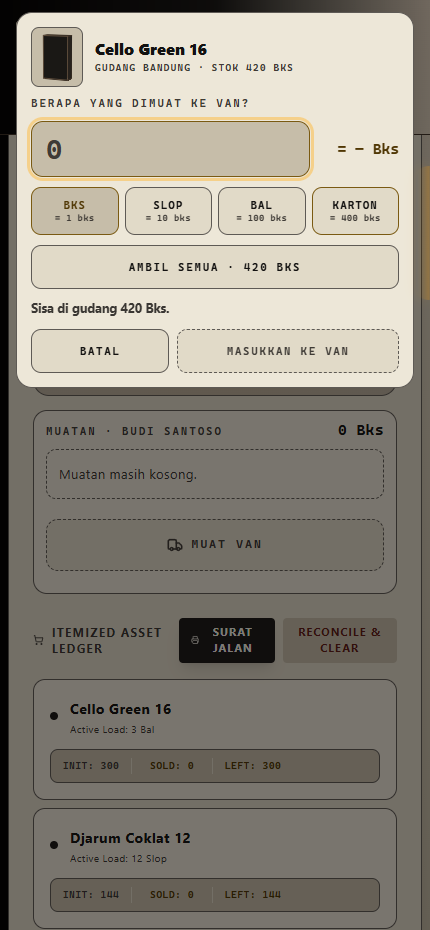 Cello Green 16
GUDANG BANDUNG · STOK 420 BKS
BERAPA YANG DIMUAT KE VAN?
0
= — Bks
BKS
= 1 bks
SLOP
= 10 bks
BAL
= 100 bks
KARTON
= 400 bks
AMBIL SEMUA · 420 BKS
Sisa di gudang 420 Bks.
BATAL
MASUKKAN KE VAN
MUATAN · BUDI SANTOSO
0 Bks
Muatan masih kosong.
MUAT VAN
ITEMIZED ASSET
LEDGER
SURAT
JALAN
RECONCILE &
CLEAR
Cello Green 16
Active Load: 3 Bal
INIT: 300
SOLD: 0
LEFT: 300
Djarum Coklat 12
Active Load: 12 Slop
INIT: 144
SOLD: 0
LEFT: 144